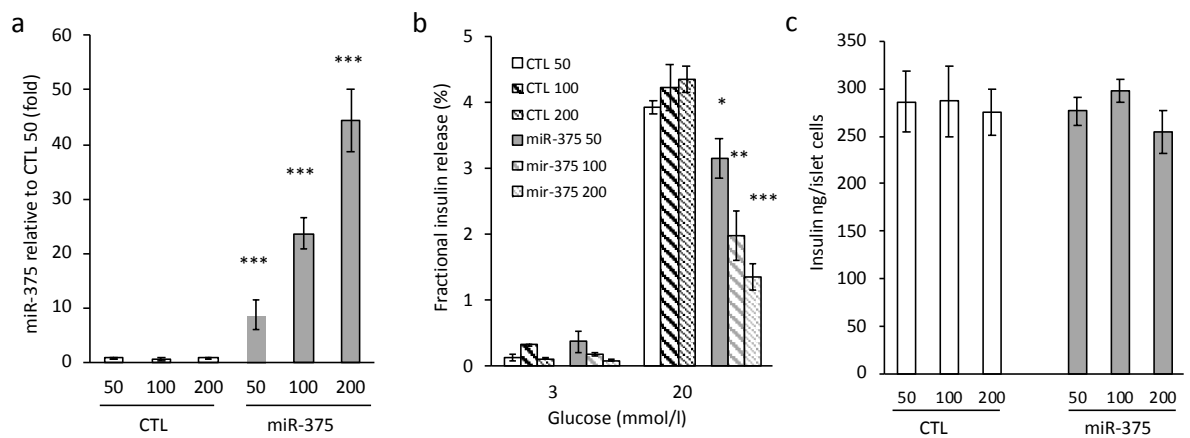 a
miR-375 relative to CTL 50 (fold)
60
50
40
30
20
10
0
***
***
***
50 100 200 50 100 200
CTL miR-375
b
Fractional insulin release (%)
5
4
3
2
1
0
CTL 50
CTL 100
CTL 200
miR-375 50
mir-375 100
mir-375 200
*
**
***
3 20
Glucose (mmol/l)
c
Insulin ng/islet cells
350
300
250
200
150
100
50
0
50 100 200 50 100 200
CTL miR-375